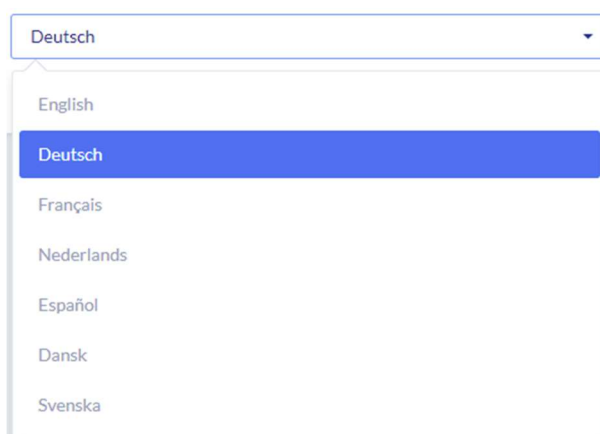 Deutsch
English
Deutsch
Français
Nederlands
Español
Dansk
Svenska